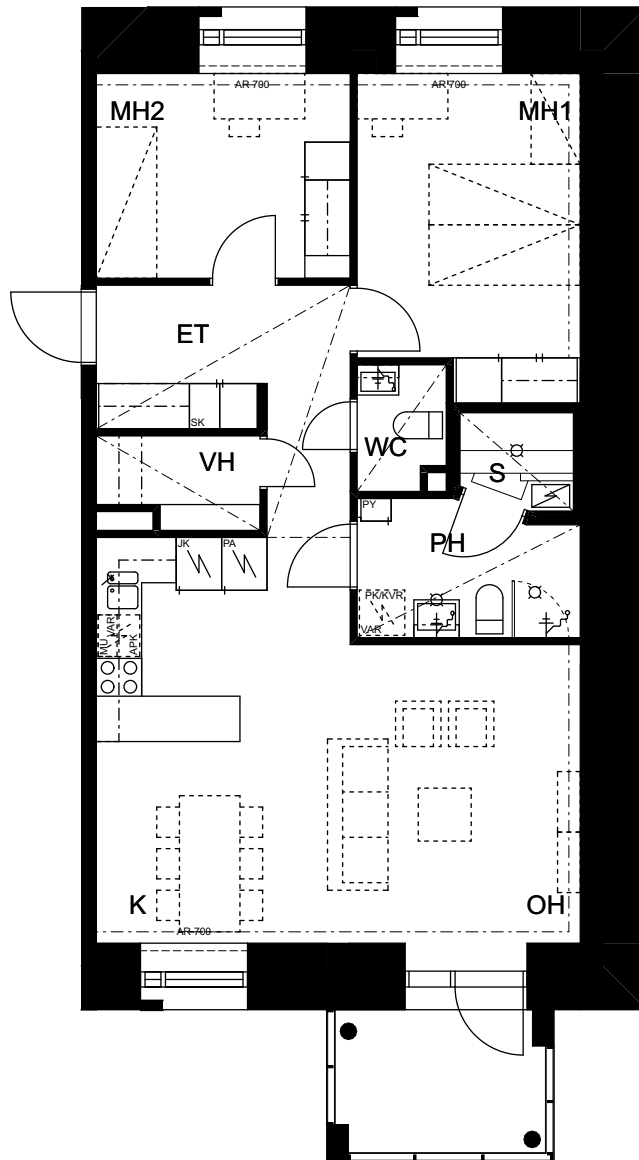 AR 700
AR 700
MH2
MH1
ET
SK
WC
VH
S
PY
JK
PA
PH
PK/KVR
VAR
MU VAR
APK
K
OH
AR 700